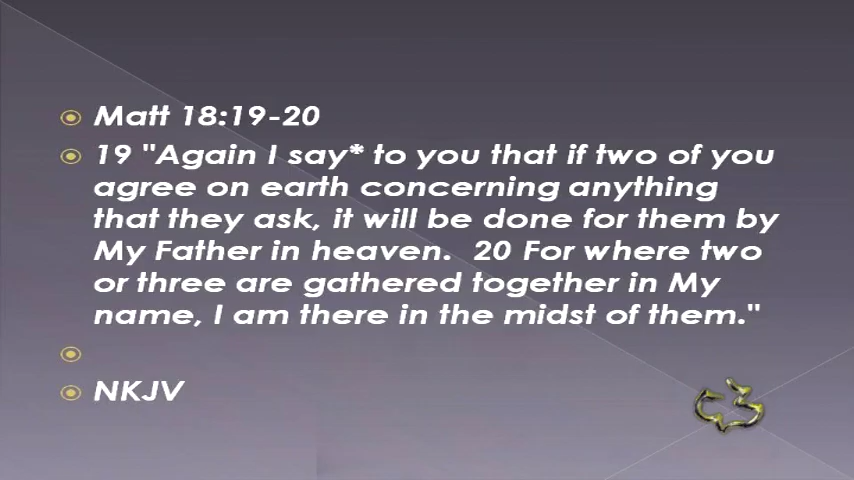 Matt 18:19-20
19 "Again I say* to you that if two of you
agree on earth concerning anything
that they ask, it will be done for them by
My Father in heaven.  20 For where two
or three are gathered together in My
name, I am there in the midst of them."
NKJV